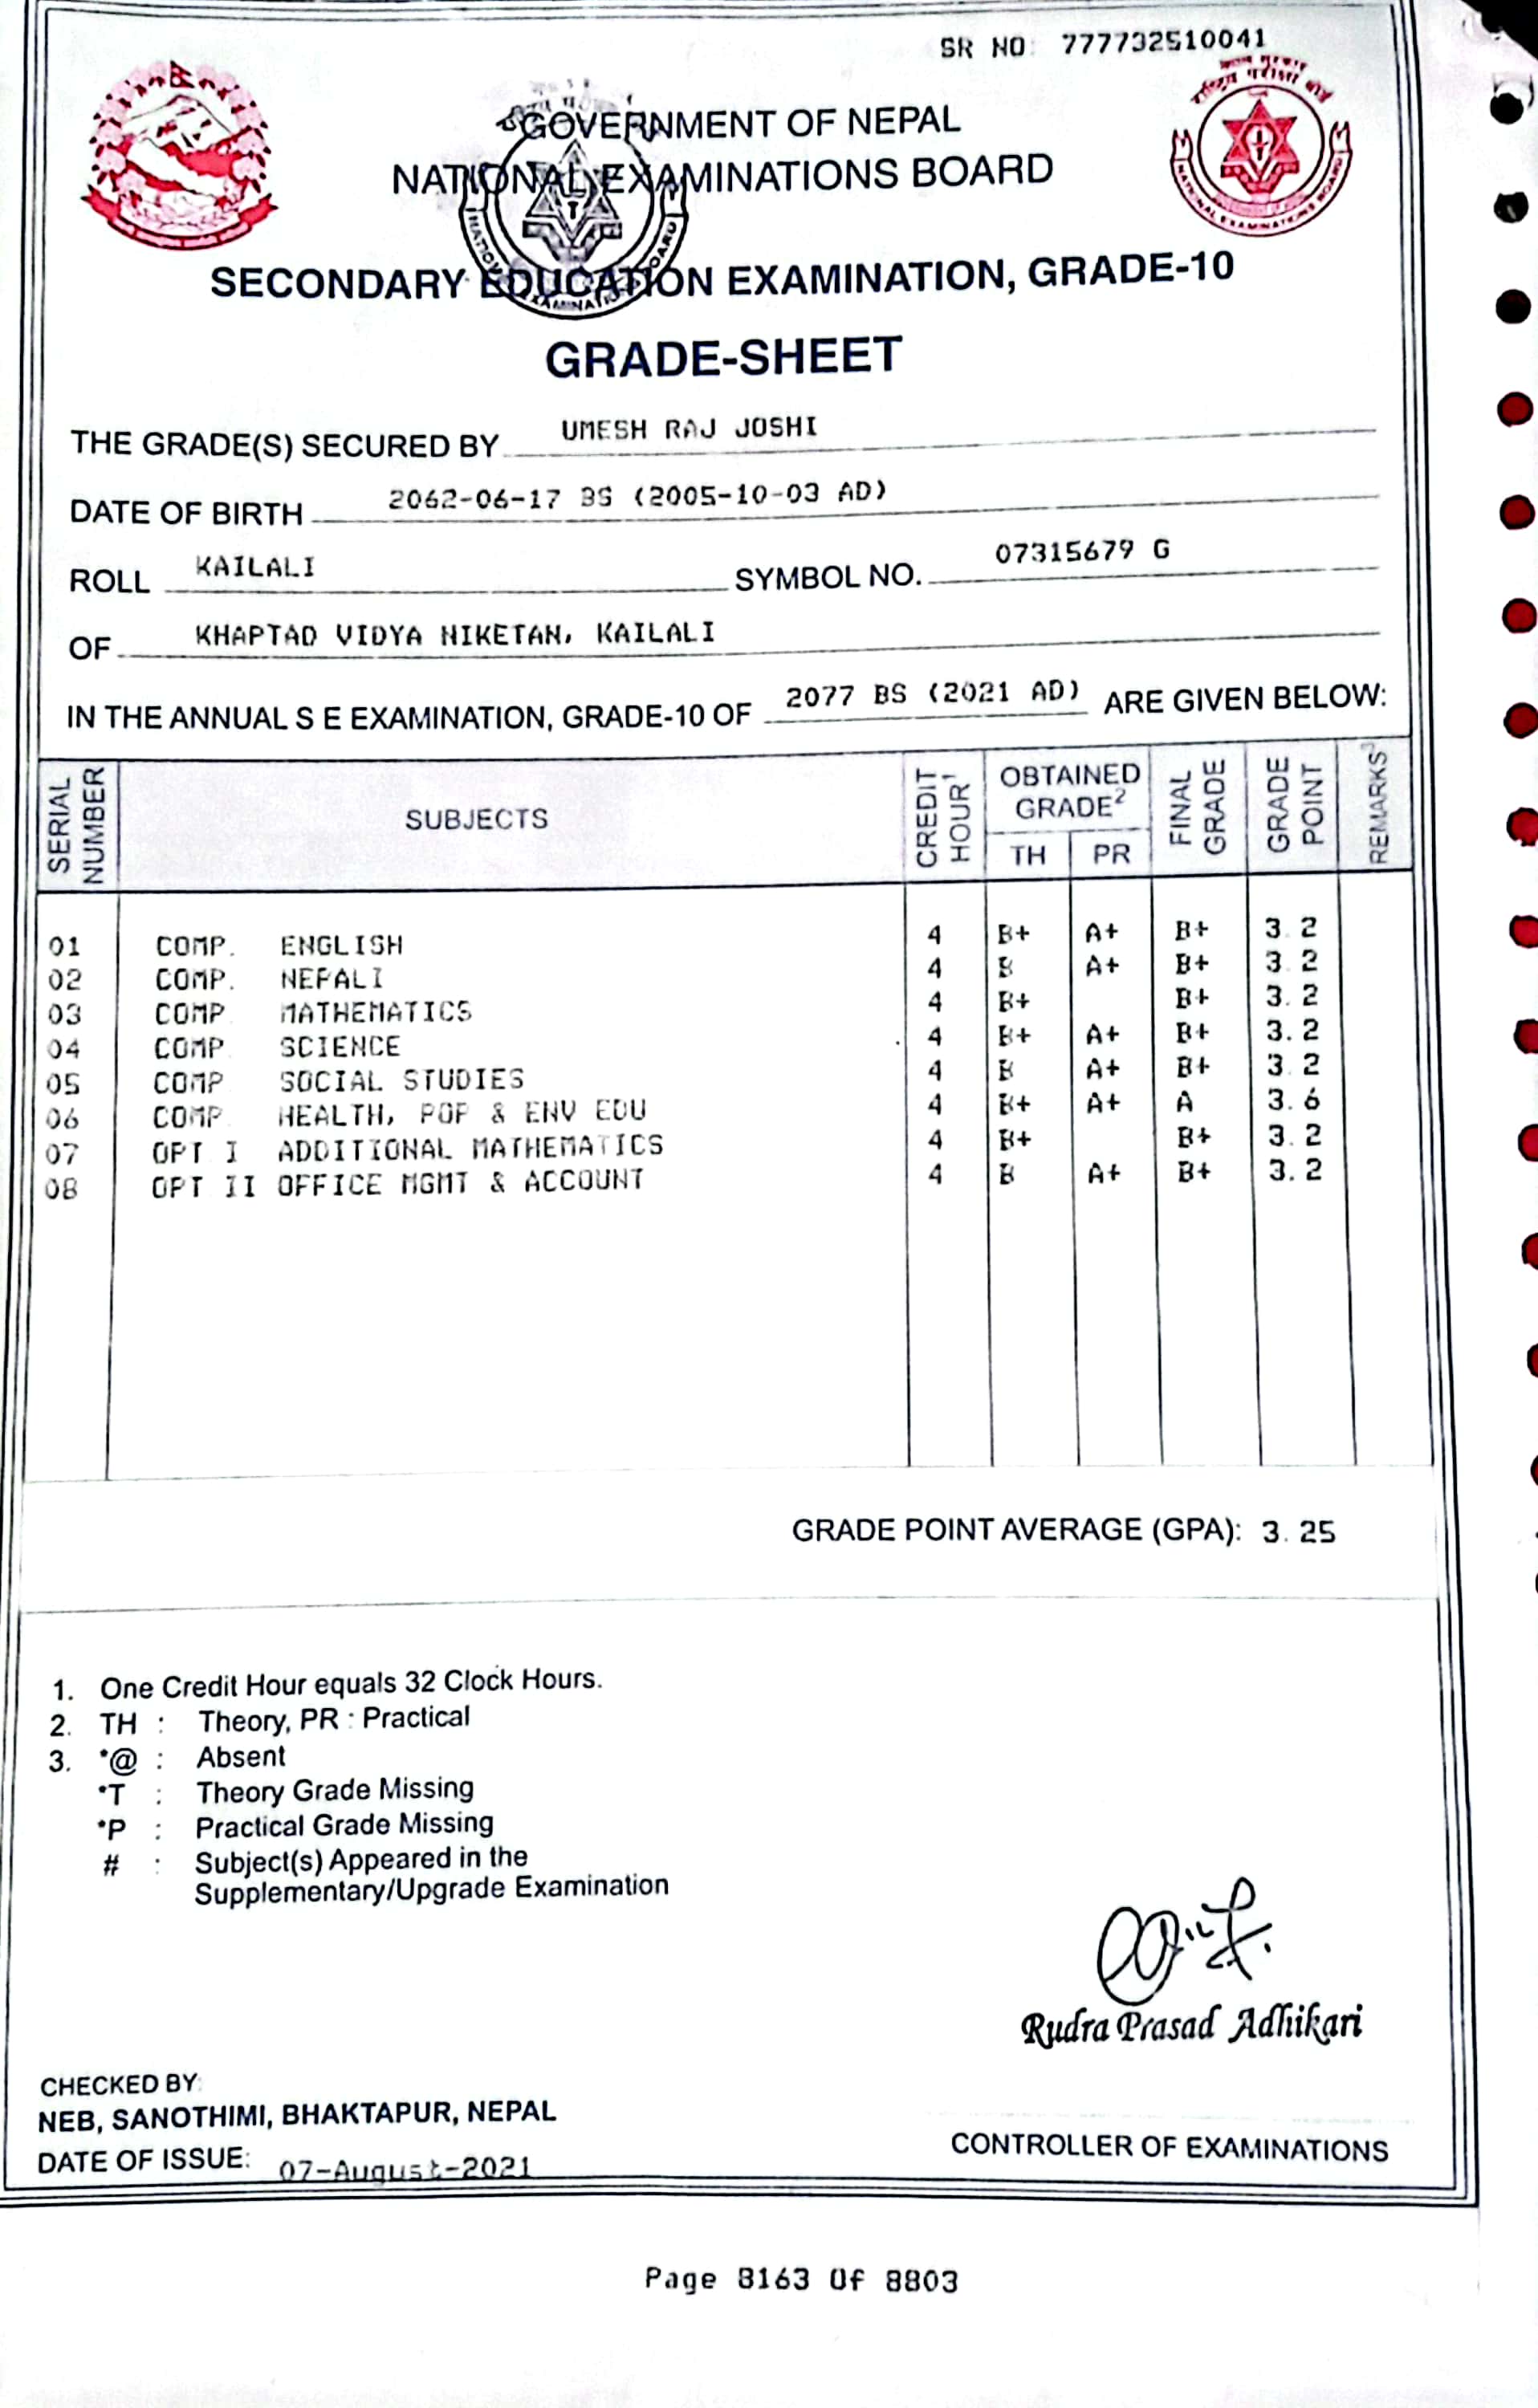 SR NO: 777732510041
GOVERNMENT OF NEPAL
NATIONAL EXAMINATIONS BOARD
NATIONAL EXAMINATIONS BOARD
SECONDARY EDUCATION EXAMINATION, GRADE-10
GRADE-SHEET
THE GRADE(S) SECURED BY UMESH RAJ JOSHI
DATE OF BIRTH 2062-06-17 BS (2005-10-03 AD)
ROLL KAILALI SYMBOL NO. 07315679 G
OF KHAPTAD VIDYA NIKETAN, KAILALI
IN THE ANNUAL S E EXAMINATION, GRADE-10 OF 2077 BS (2021 AD) ARE GIVEN BELOW:
SERIAL NUMBER SUBJECTS CREDIT HOUR¹ OBTAINED GRADE² TH PR FINAL GRADE GRADE POINT REMARKS³
01 COMP. ENGLISH 4 B+ A+ B+ 3.2
02 COMP. NEPALI 4 B A+ B+ 3.2
03 COMP MATHEMATICS 4 B+ B+ 3.2
04 COMP SCIENCE 4 B+ A+ B+ 3.2
05 COMP SOCIAL STUDIES 4 B A+ B+ 3.2
06 COMP. HEALTH, POP & ENV EDU 4 B+ A+ A 3.6
07 OPT I ADDITIONAL MATHEMATICS 4 B+ B+ 3.2
08 OPT II OFFICE MGMT & ACCOUNT 4 B A+ B+ 3.2
GRADE POINT AVERAGE (GPA): 3.25
1. One Credit Hour equals 32 Clock Hours.
2. TH : Theory, PR : Practical
3. *@ : Absent
*T : Theory Grade Missing
*P : Practical Grade Missing
# : Subject(s) Appeared in the
Supplementary/Upgrade Examination
Rudra Prasad Adhikari
CHECKED BY:
NEB, SANOTHIMI, BHAKTAPUR, NEPAL
DATE OF ISSUE: 07-August-2021
CONTROLLER OF EXAMINATIONS
Page 8163 Of 8803